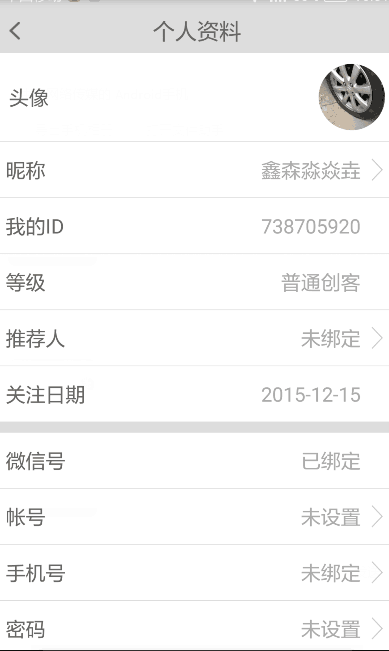 个人资料
头像
昵称 鑫森淼焱垚
我的ID 738705920
等级 普通创客
推荐人 未绑定
关注日期 2015-12-15
微信号 已绑定
帐号 未设置
手机号 未绑定
密码 未设置